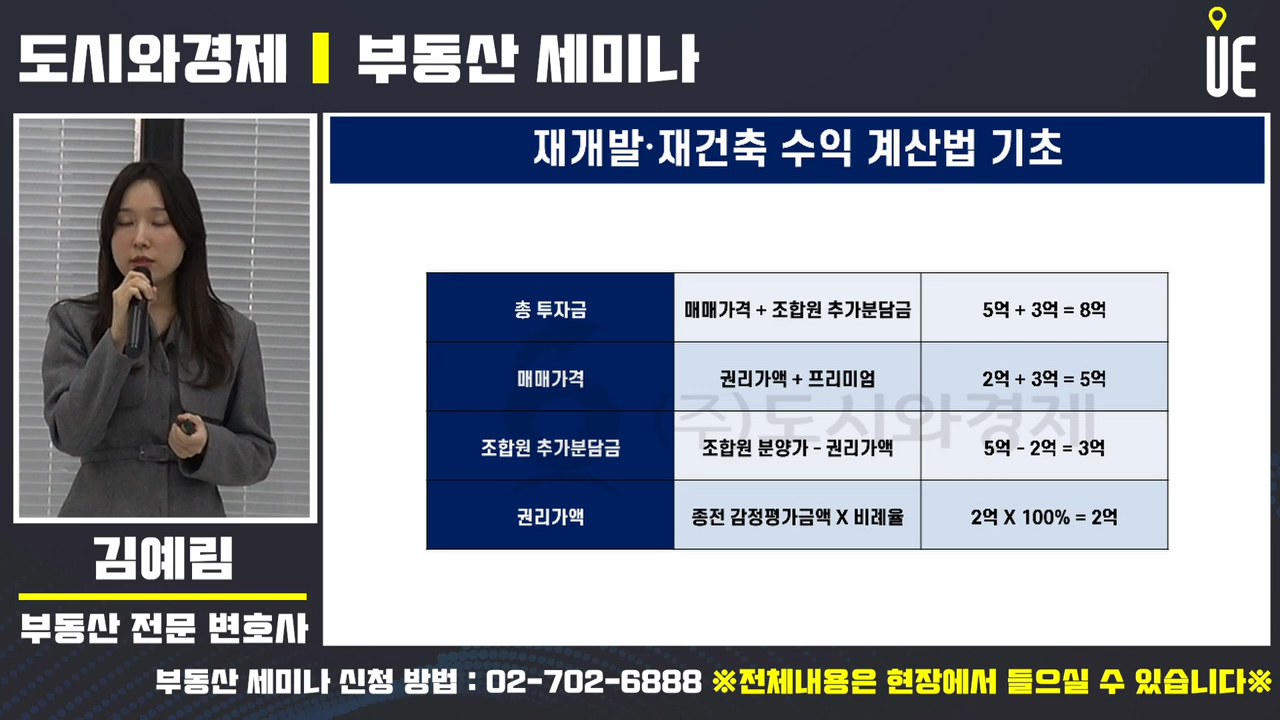 도시와경제 부동산 세미나
UE
재개발·재건축 수익 계산법 기초
총 투자금 매매가격 + 조합원 추가분담금 5억 + 3억 = 8억
매매가격 권리가액 + 프리미엄 2억 + 3억 = 5억
조합원 추가분담금 조합원 분양가 - 권리가액 5억 - 2억 = 3억
권리가액 종전 감정평가금액 X 비례율 2억 X 100% = 2억
(주)도시와경제
김예림
부동산 전문 변호사
부동산 세미나 신청 방법 : 02-702-6888 ※전체내용은 현장에서 들으실 수 있습니다※